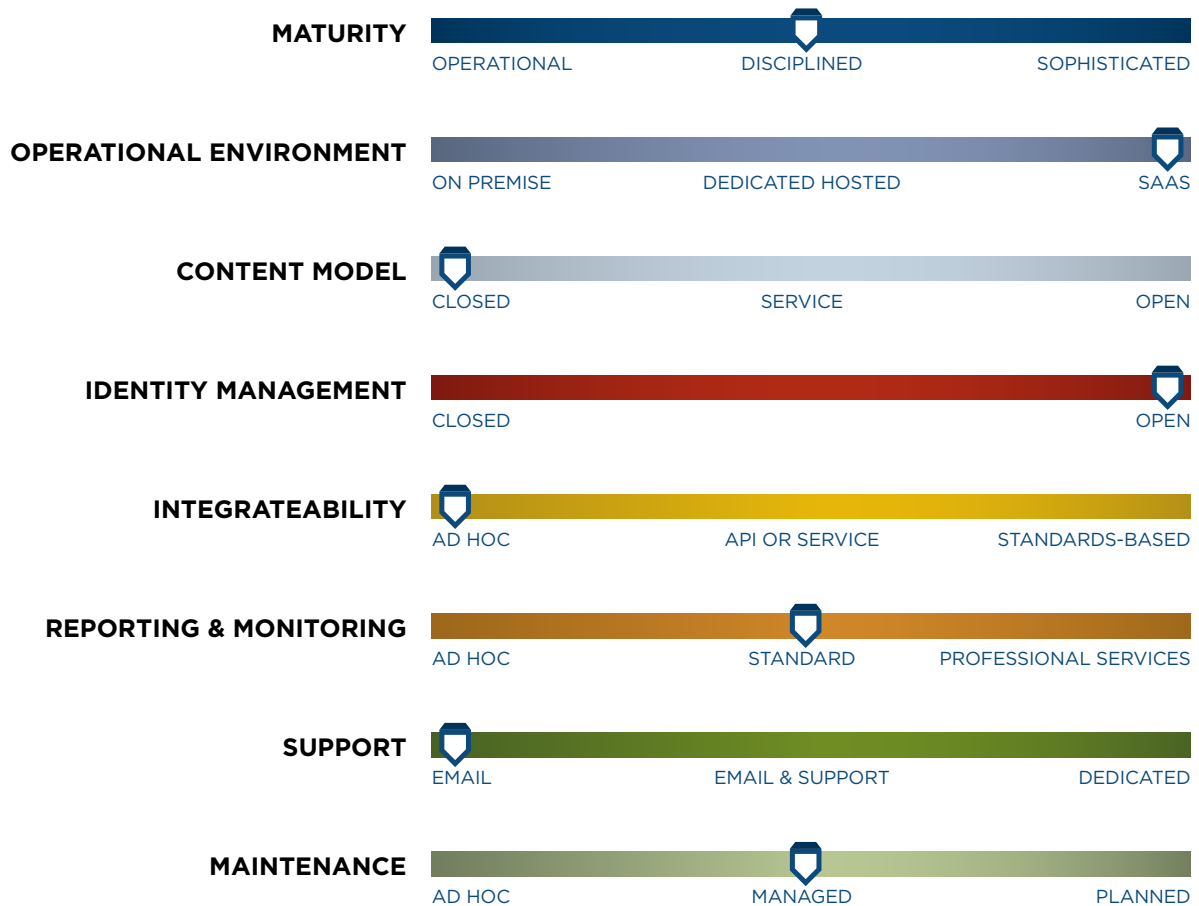 MATURITY
OPERATIONAL DISCIPLINED SOPHISTICATED
OPERATIONAL ENVIRONMENT
ON PREMISE DEDICATED HOSTED SAAS
CONTENT MODEL
CLOSED SERVICE OPEN
IDENTITY MANAGEMENT
CLOSED OPEN
INTEGRATEABILITY
AD HOC API OR SERVICE STANDARDS-BASED
REPORTING & MONITORING
AD HOC STANDARD PROFESSIONAL SERVICES
SUPPORT
EMAIL EMAIL & SUPPORT DEDICATED
MAINTENANCE
AD HOC MANAGED PLANNED